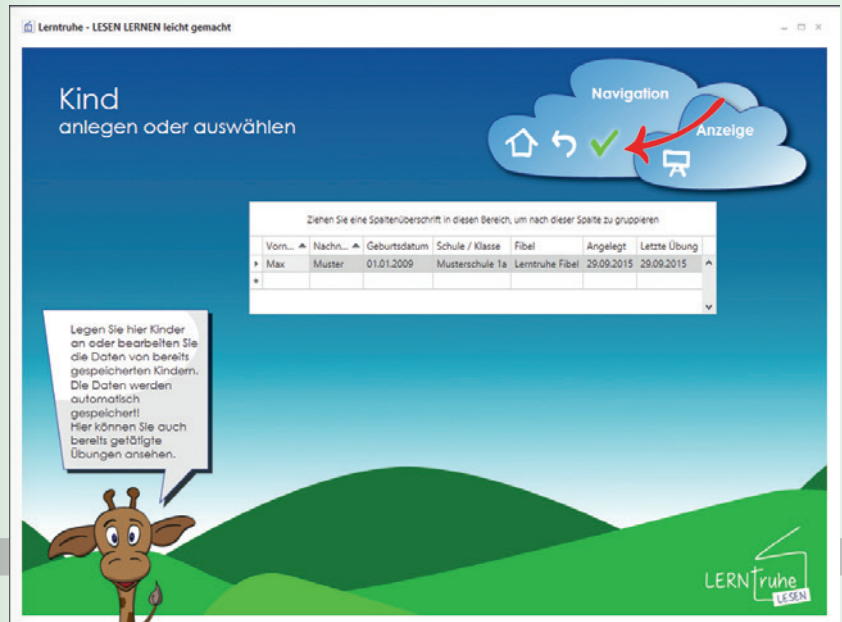 Lerntruhe - LESEN LERNEN leicht gemacht
Kind
anlegen oder auswählen
Navigation
Anzeige
Ziehen Sie eine Spaltenüberschrift in diesen Bereich, um nach dieser Spalte zu gruppieren
Vorn... Nachn... Geburtsdatum Schule / Klasse Fibel Angelegt Letzte Übung
Max Muster 01.01.2009 Musterschule 1a Lerntruhe Fibel 29.09.2015 29.09.2015
Legen Sie hier Kinder
an oder bearbeiten Sie
die Daten von bereits
gespeicherten Kindern.
Die Daten werden
automatisch
gespeichert!
Hier können Sie auch
bereits getätigte
Übungen ansehen.
LERNTruhe
LESEN